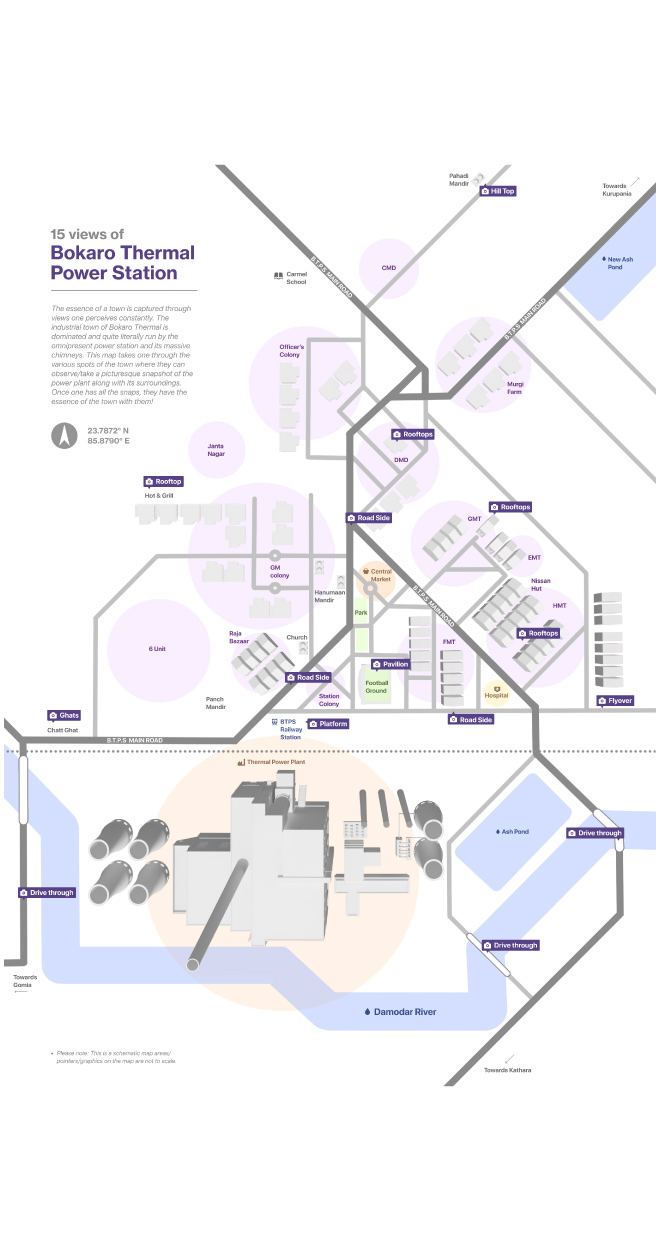 15 views of
Bokaro Thermal
Power Station
The essence of a town is captured through
views one perceives constantly. The
industrial town of Bokaro Thermal is
dominated and quite literally run by the
omnipresent power station and its massive
chimneys. This map takes one through the
various spots of the town where they can
observe/take a picturesque snapshot of the
power plant along with its surroundings.
Once one has all the snaps, they have the
essence of the town with them!
23.7872° N
85.8790° E
Pahadi
Mandir
Hill Top
Towards
Kurupania
New Ash
Pond
CMD
Carmel
School
B.T.P.S MAIN ROAD
B.T.P.S MAIN ROAD
Officer's
Colony
Murgi
Farm
Janta
Nagar
Rooftops
DMD
Rooftop
Hot & Grill
Road Side
Rooftops
GMT
EMT
GM
colony
Central
Market
Nissan
Hut
Hanumaan
Mandir
B.T.P.S MAIN ROAD
HMT
Park
Raja
Bazaar
Church
Rooftops
6 Unit
FMT
Pavilion
Road Side
Football
Ground
Station
Colony
Hospital
Panch
Mandir
Flyover
Ghats
Chatt Ghat
BTPS
Railway
Station
Platform
Road Side
B.T.P.S MAIN ROAD
Thermal Power Plant
Ash Pond
Drive through
Drive through
Drive through
Towards
Gomia
Damodar River
Please note: This is a schematic map areas/
pointers/graphics on the map are not to scale.
Towards Kathara